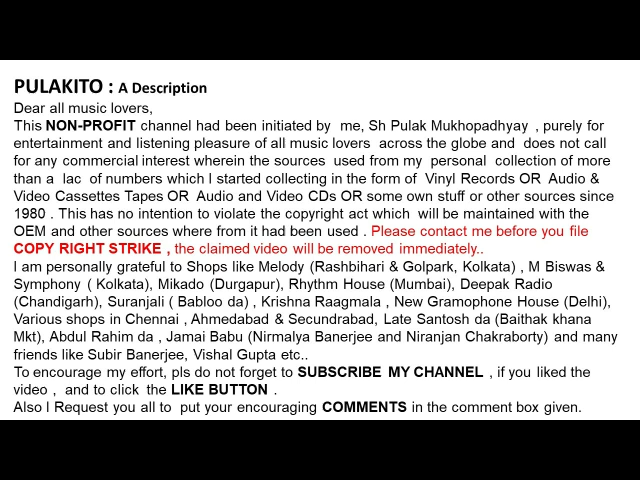 PULAKITO : A Description
Dear all music lovers,
This NON-PROFIT channel had been initiated by me, Sh Pulak Mukhopadhyay , purely for
entertainment and listening pleasure of all music lovers across the globe and does not call
for any commercial interest wherein the sources used from my personal collection of more
than a lac of numbers which I started collecting in the form of Vinyl Records OR Audio &
Video Cassettes Tapes OR Audio and Video CDs OR some own stuff or other sources since
1980 . This has no intention to violate the copyright act which will be maintained with the
OEM and other sources where from it had been used . Please contact me before you file
COPY RIGHT STRIKE , the claimed video will be removed immediately..
I am personally grateful to Shops like Melody (Rashbihari & Golpark, Kolkata) , M Biswas &
Symphony ( Kolkata), Mikado (Durgapur), Rhythm House (Mumbai), Deepak Radio
(Chandigarh), Suranjali ( Babloo da) , Krishna Raagmala , New Gramophone House (Delhi),
Various shops in Chennai , Ahmedabad & Secundrabad, Late Santosh da (Baithak khana
Mkt), Abdul Rahim da , Jamai Babu (Nirmalya Banerjee and Niranjan Chakraborty) and many
friends like Subir Banerjee, Vishal Gupta etc..
To encourage my effort, pls do not forget to SUBSCRIBE MY CHANNEL , if you liked the
video , and to click the LIKE BUTTON .
Also I Request you all to put your encouraging COMMENTS in the comment box given.